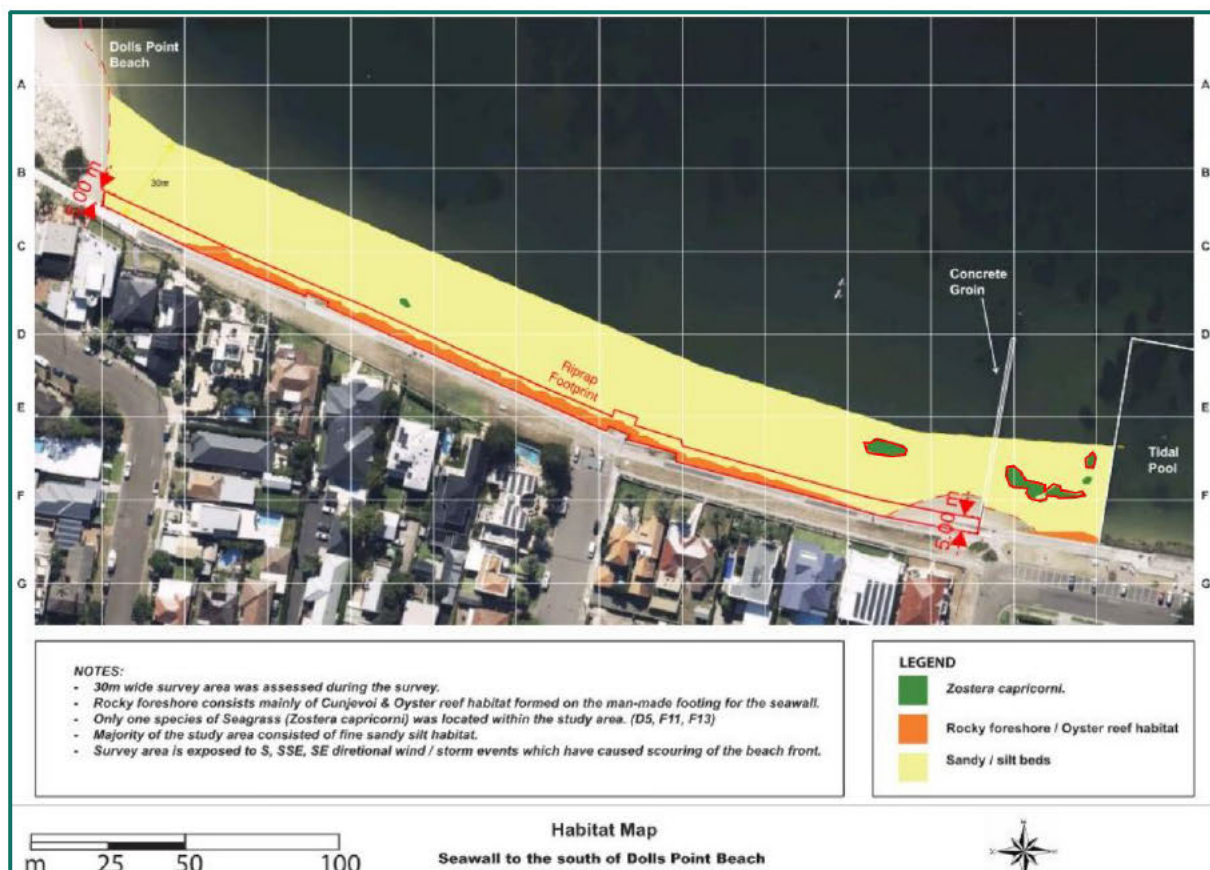 Dolls Point
Beach
A
A
B
B
5.00 m
30m
C
C
Concrete
Groin
D
D
Riprap
Footprint
E
E
Tidal
Pool
F
F
5.00 m
G
G
NOTES:
- 30m wide survey area was assessed during the survey.
- Rocky foreshore consists mainly of Cunjevoi & Oyster reef habitat formed on the man-made footing for the seawall.
- Only one species of Seagrass (Zostera capricorni) was located within the study area. (D5, F11, F13)
- Majority of the study area consisted of fine sandy silt habitat.
- Survey area is exposed to S, SSE, SE diretional wind / storm events which have caused scouring of the beach front.
LEGEND
Zostera capricorni.
Rocky foreshore / Oyster reef habitat
Sandy / silt beds
m 25 50 100
Habitat Map
Seawall to the south of Dolls Point Beach